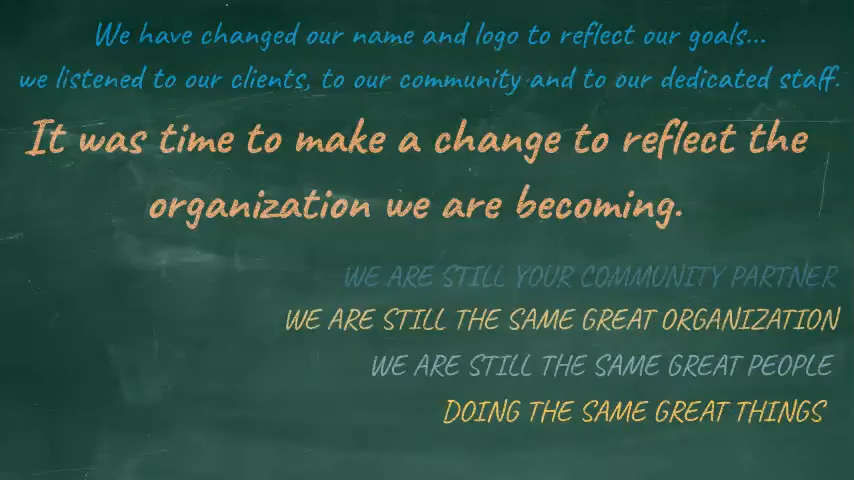 We have changed our name and logo to reflect our goals...
we listened to our clients, to our community and to our dedicated staff.
It was time to make a change to reflect the
organization we are becoming.
WE ARE STILL YOUR COMMUNITY PARTNER
WE ARE STILL THE SAME GREAT ORGANIZATION
WE ARE STILL THE SAME GREAT PEOPLE
DOING THE SAME GREAT THINGS